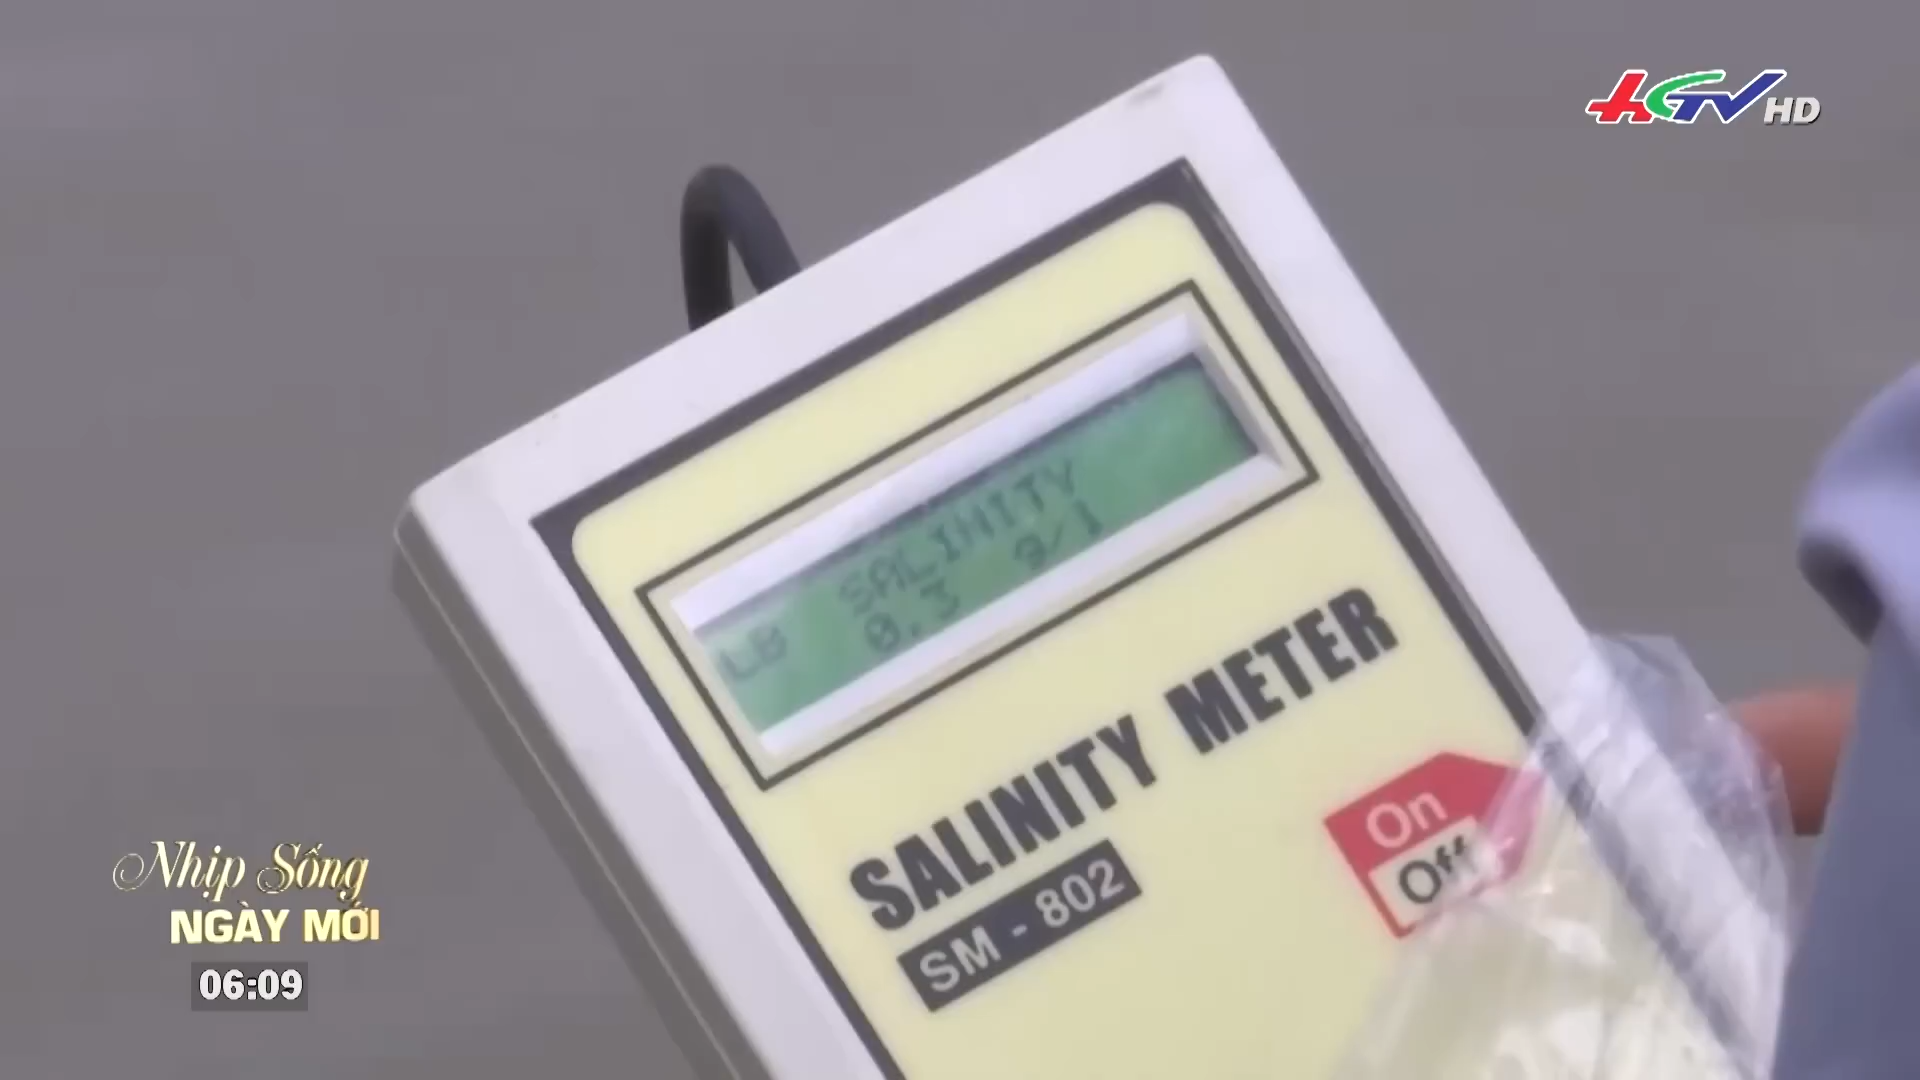 HGTV HD
SALINITY
LB 0.3 g/l
SALINITY METER
SM - 802
On
Off
Nhịp Sống
NGÀY MỚI
06:09